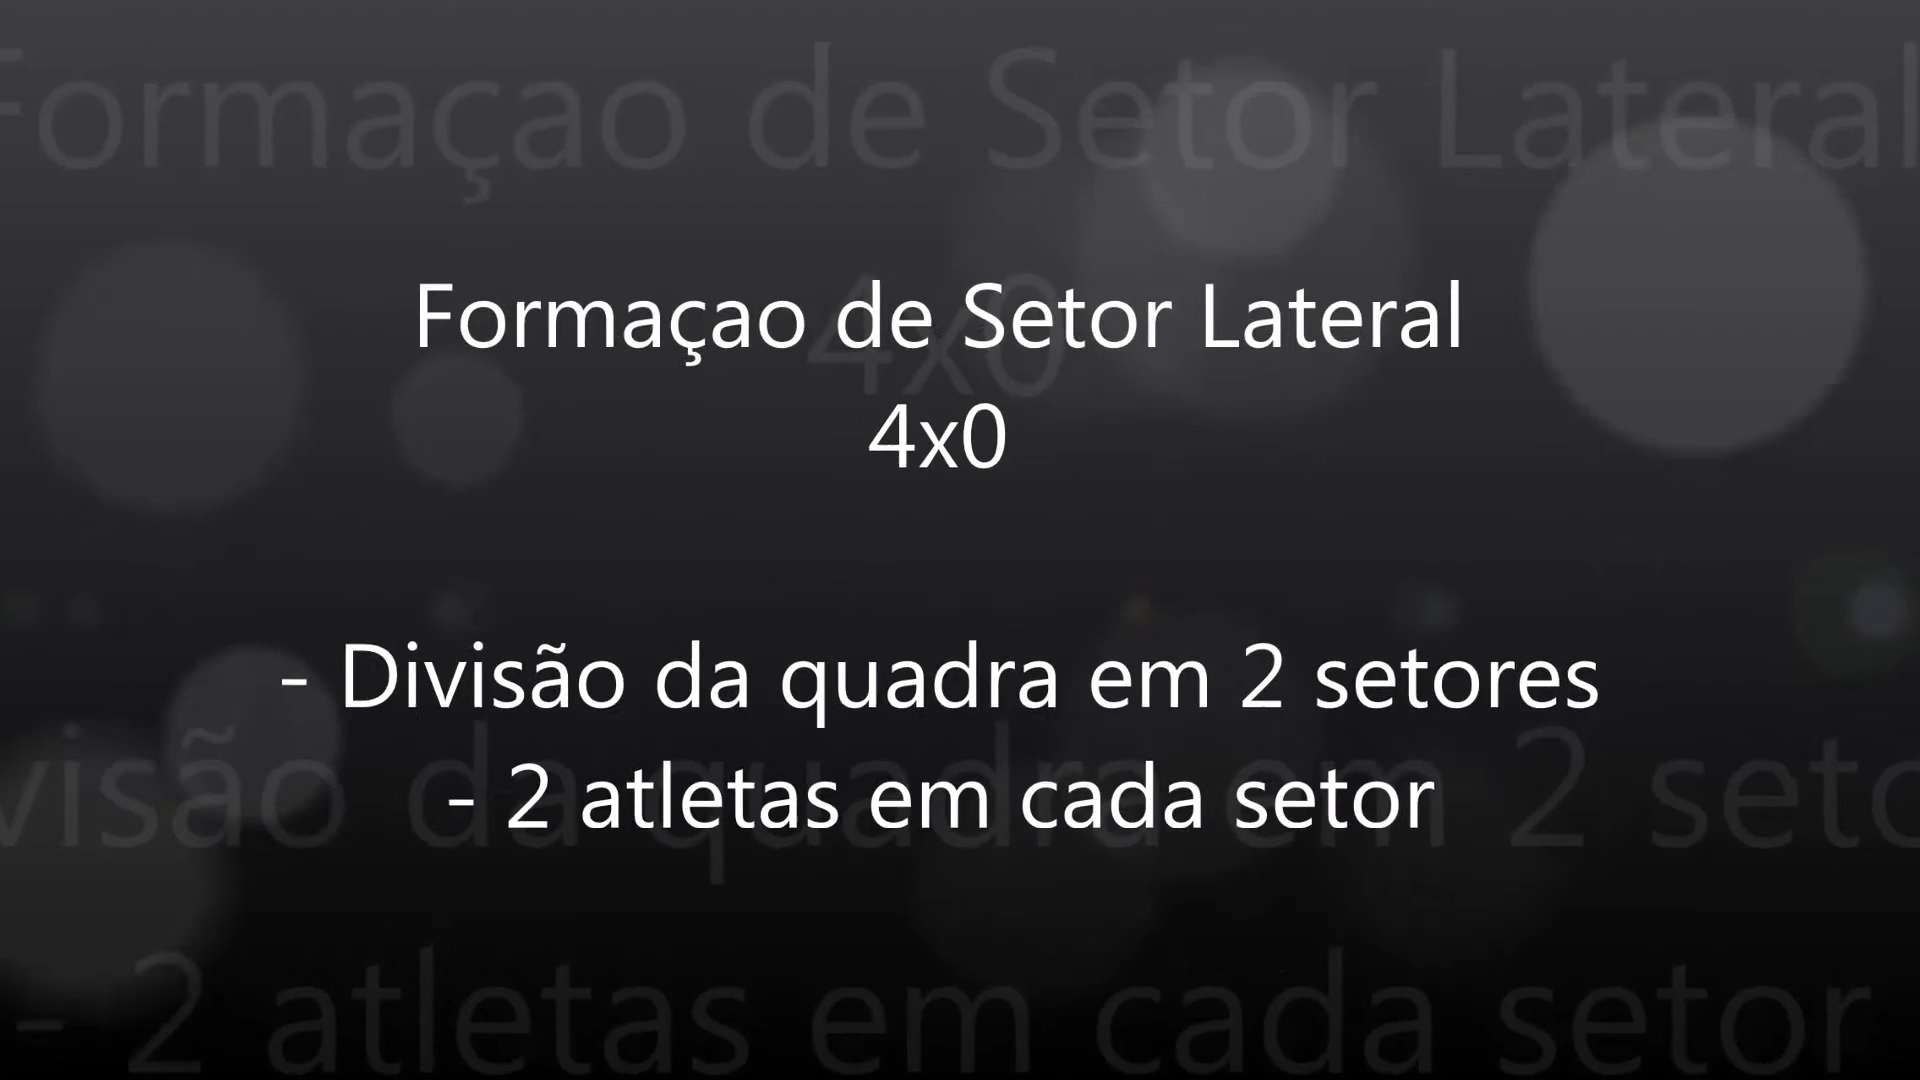 Formaçao de Setor Lateral
4x0
- Divisão da quadra em 2 setores
- 2 atletas em cada setor